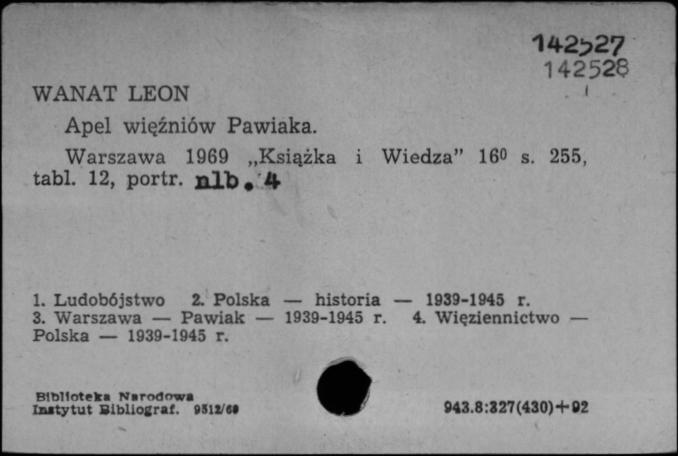 142527
142528
WANAT LEON
Apel więźniów Pawiaka.
Warszawa 1969 „Książka i Wiedza” 16⁰ s. 255,
tabl. 12, portr. nlb. 4
1. Ludobójstwo 2. Polska — historia — 1939-1945 r.
3. Warszawa — Pawiak — 1939-1945 r. 4. Więziennictwo —
Polska — 1939-1945 r.
Biblioteka Narodowa
Instytut Bibliograf. 9512/69
943.8:327(430)+92